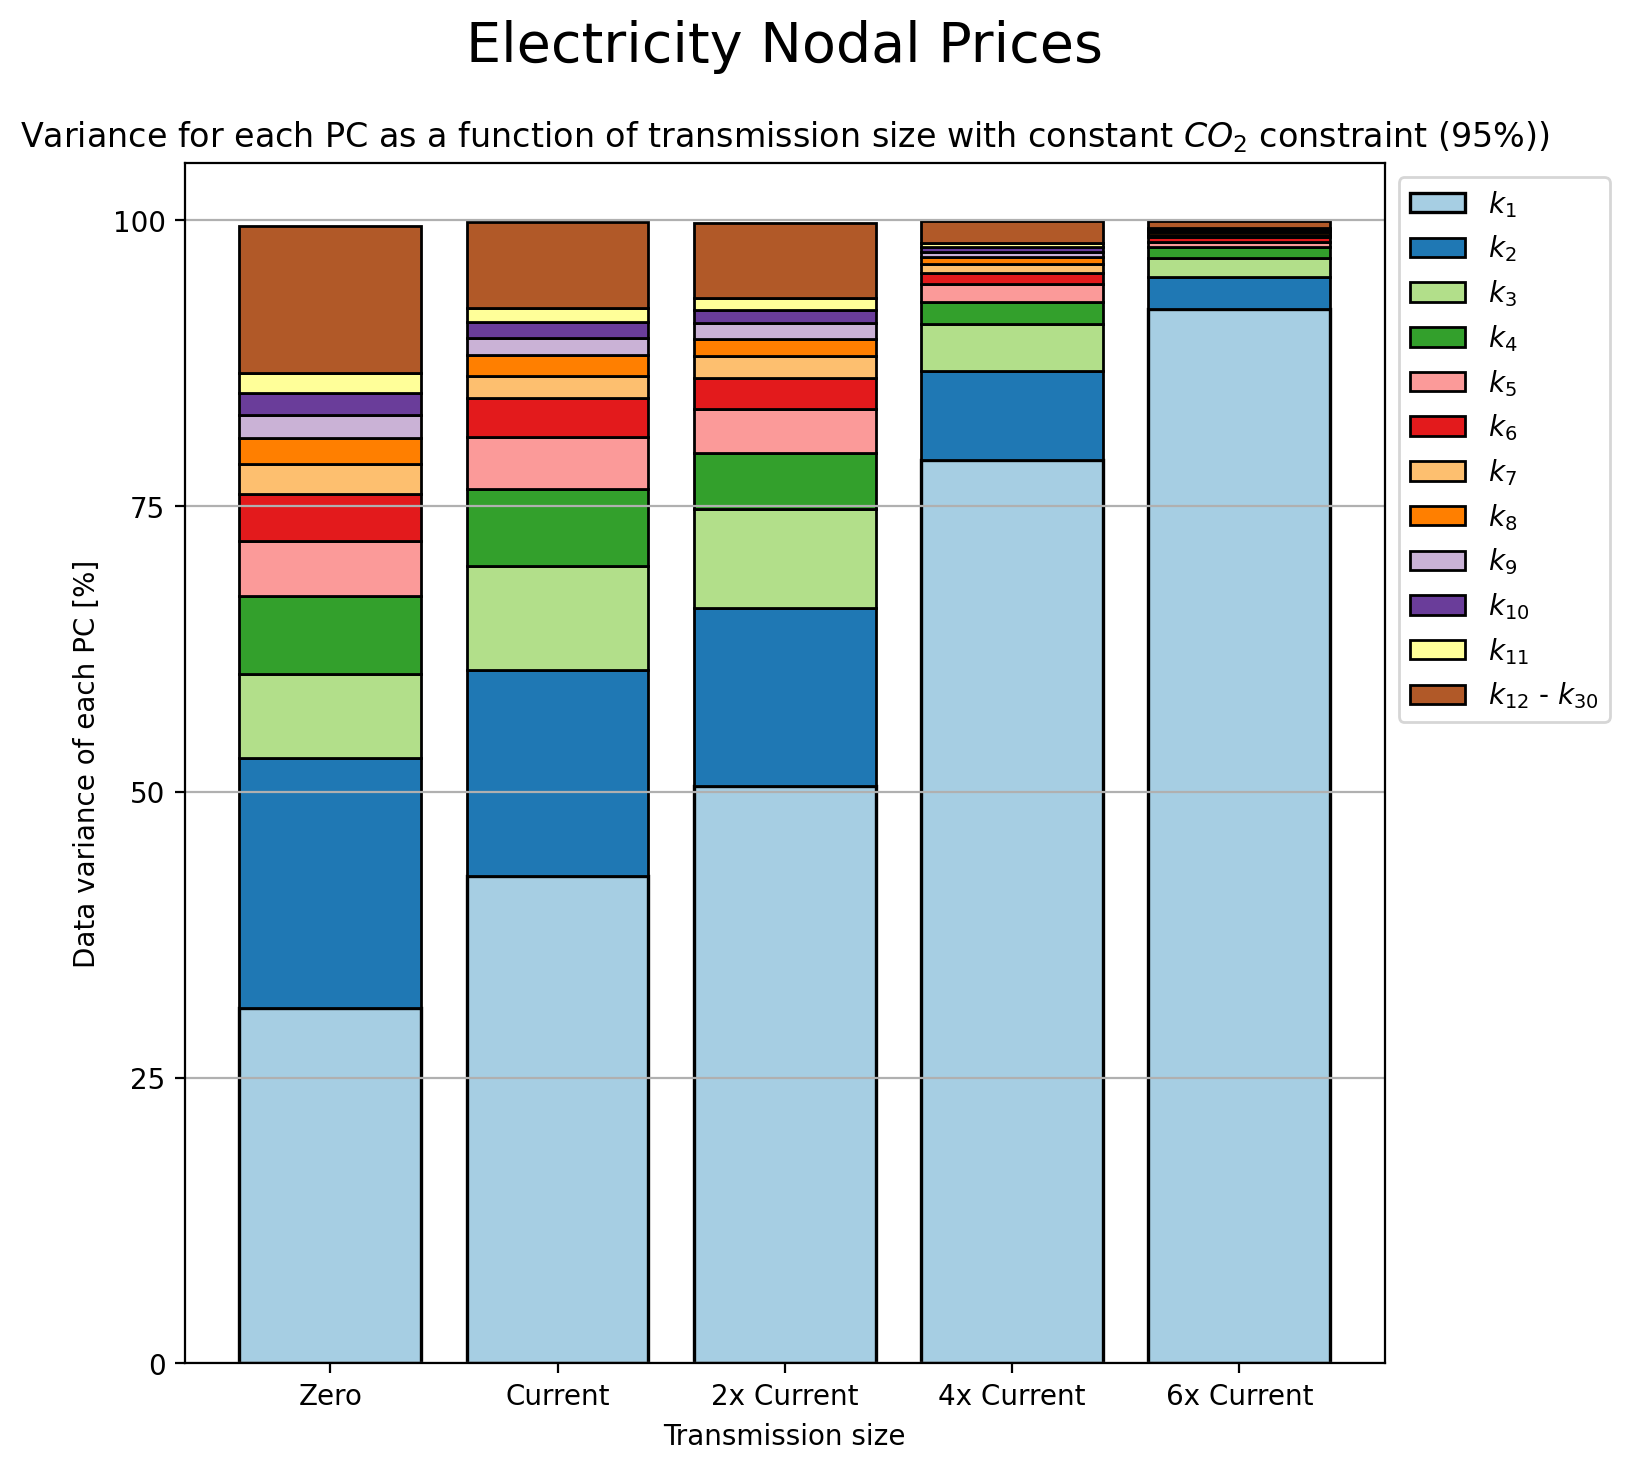 Electricity Nodal Prices
Variance for each PC as a function of transmission size with constant CO₂ constraint (95%))
100
75
50
25
0
Data variance of each PC [%]
Zero
Current
2x Current
4x Current
6x Current
Transmission size
k₁
k₂
k₃
k₄
k₅
k₆
k₇
k₈
k₉
k₁₀
k₁₁
k₁₂ - k₃₀